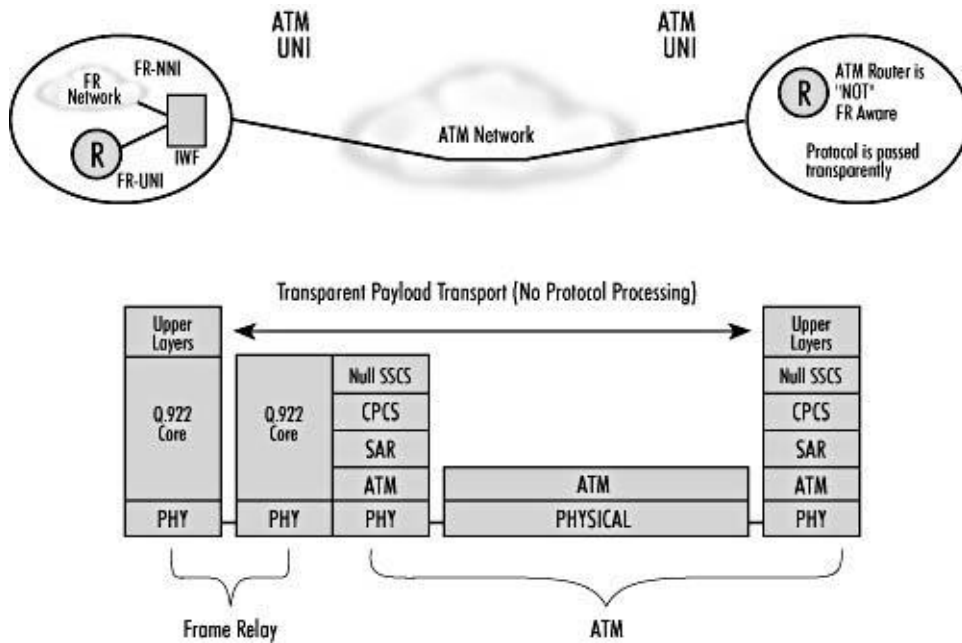 ATM
UNI
ATM
UNI
FR-NNI
FR
Network
R
IWF
FR-UNI
ATM Network
R
ATM Router is
"NOT"
FR Aware
Protocol is passed
transparently
Transparent Payload Transport (No Protocol Processing)
Upper
Layers
Q.922
Core
PHY
Q.922
Core
PHY
Null SSCS
CPCS
SAR
ATM
PHY
ATM
PHYSICAL
Upper
Layers
Null SSCS
CPCS
SAR
ATM
PHY
Frame Relay
ATM